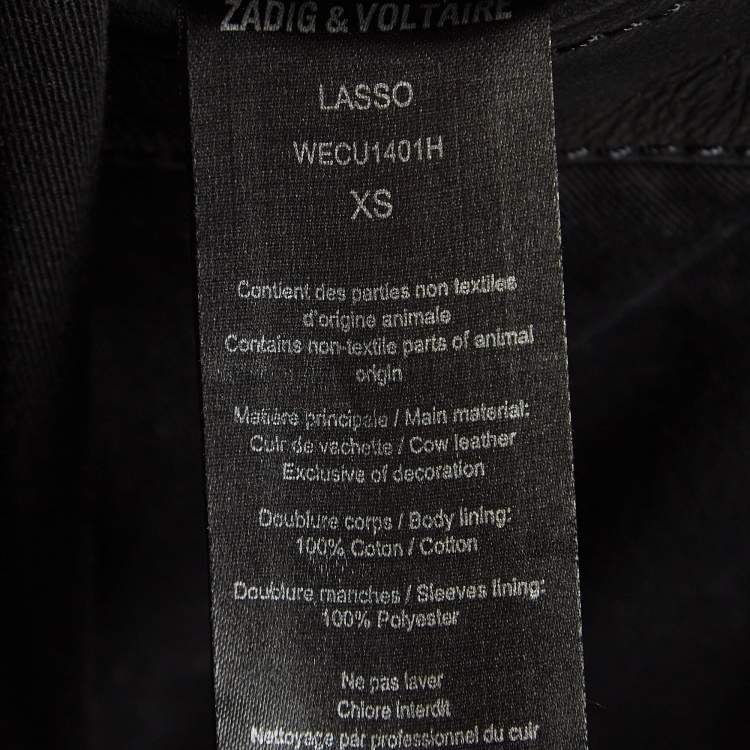 ZADIG & VOLTAIRE
LASSO
WECU1401H
XS
Contient des parties non textiles
d'origine animale
Contains non-textile parts of animal
origin
Matière principale / Main material:
Cuir de vachette / Cow leather
Exclusive of decoration
Doublure corps / Body lining:
100% Coton / Cotton
Doublure manches / Sleeves lining:
100% Polyester
Ne pas laver
Chlore interdit
Nettoyage par professionnel du cuir